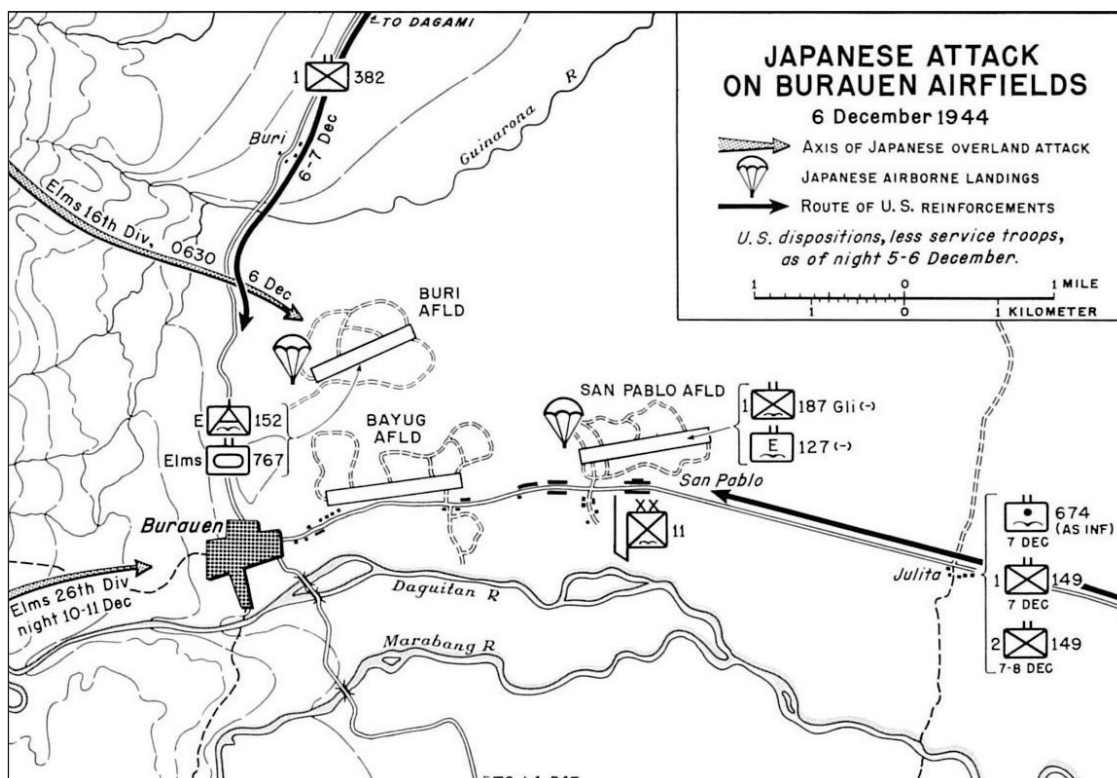 TO DAGAMI
1 382
Guinarona R
Buri
6-7 Dec
Elms 16th Div. 0630 6 Dec
JAPANESE ATTACK
ON BURAUEN AIRFIELDS
6 December 1944
AXIS OF JAPANESE OVERLAND ATTACK
JAPANESE AIRBORNE LANDINGS
ROUTE OF U.S. REINFORCEMENTS
U.S. dispositions, less service troops,
as of night 5-6 December.
1 0 1 MILE
1 0 1 KILOMETER
BURI
AFLD
E 152
Elms 767
BAYUG
AFLD
SAN PABLO AFLD
1 187 Gli (-)
E 127 (-)
San Pablo
XX
11
Burauen
Elms 26th Div
night 10-11 Dec
Daguitan R
Marabang R
Julita
674
(AS INF)
7 DEC
1 149
7 DEC
2 149
7-8 DEC